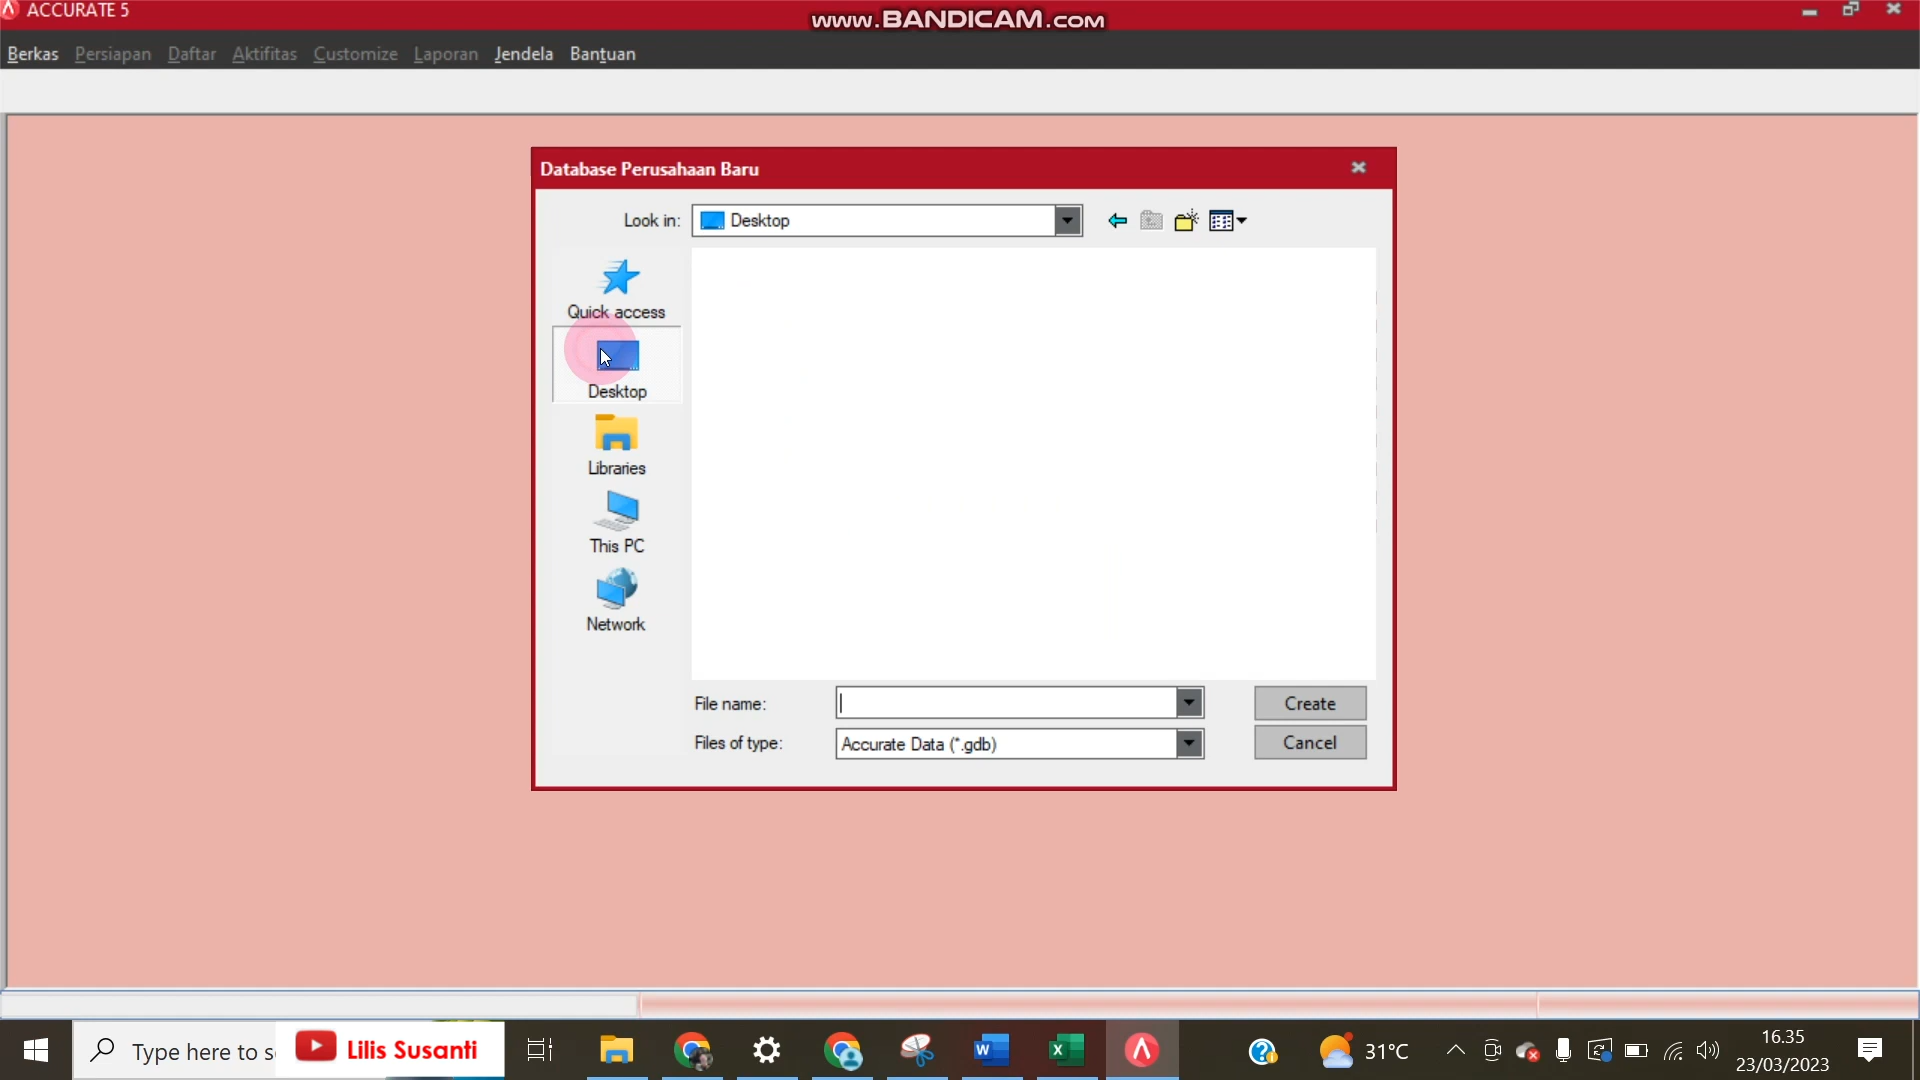 ACCURATE 5
www.BANDICAM.com
Berkas Persiapan Daftar Aktifitas Customize Laporan Jendela Bantuan
Database Perusahaan Baru
Look in: Desktop
Quick access
Desktop
Libraries
This PC
Network
File name:
Create
Files of type: Accurate Data (*.gdb)
Cancel
Type here to s
Lilis Susanti
31°C
16.35
23/03/2023